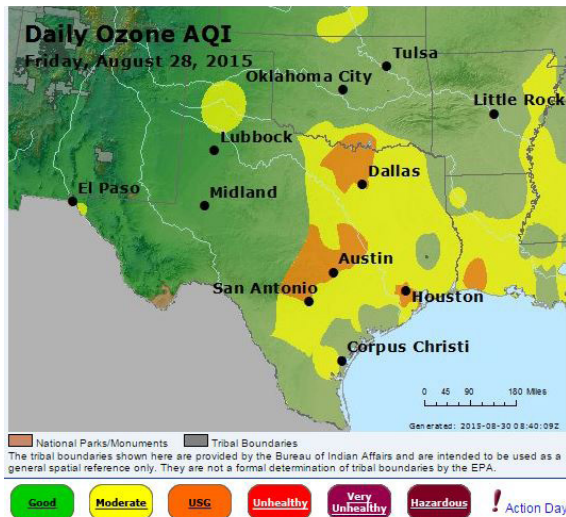 Daily Ozone AQI
Friday, August 28, 2015
Tulsa
Oklahoma City
Little Rock
Lubbock
Dallas
El Paso
Midland
Austin
San Antonio
Houston
Corpus Christi
0 45 90 180 Miles
Generated: 2015-08-30 08:40:09Z
National Parks/Monuments Tribal Boundaries
The tribal boundaries shown here are provided by the Bureau of Indian Affairs and are intended to be used as a
general spatial reference only. They are not a formal determination of tribal boundaries by the EPA.
Good Moderate USG Unhealthy Very Unhealthy Hazardous ! Action Day